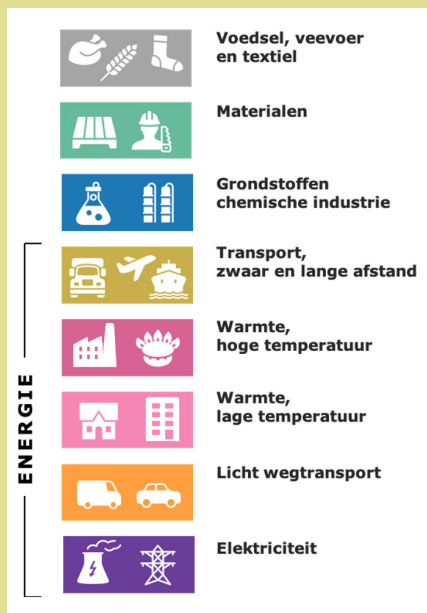 Voedsel, veevoer
en textiel
Materialen
Grondstoffen
chemische industrie
Transport,
zwaar en lange afstand
Warmte,
hoge temperatuur
Warmte,
lage temperatuur
Licht wegtransport
Elektriciteit
ENERGIE